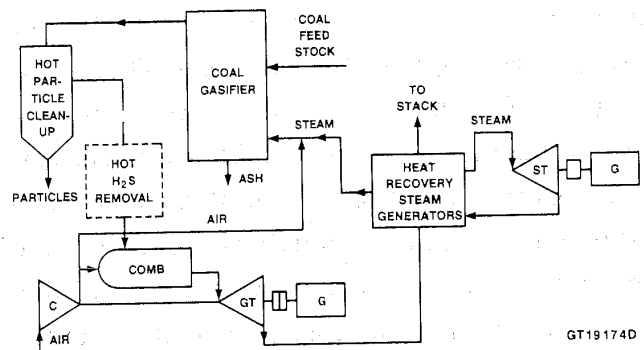 COAL
FEED
STOCK
HOT
PAR-
TICLE
CLEAN-
UP
COAL
GASIFIER
TO
STACK
STEAM
STEAM
HOT
H₂S
REMOVAL
HEAT
RECOVERY
STEAM
GENERATORS
ST
G
PARTICLES
ASH
AIR
COMB
C
GT
G
AIR
GT19174D